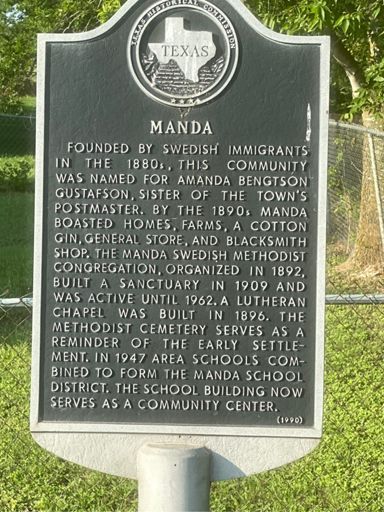 TEXAS HISTORICAL COMMISSION
TEXAS
MANDA
FOUNDED BY SWEDISH IMMIGRANTS
IN THE 1880s, THIS COMMUNITY
WAS NAMED FOR AMANDA BENGTSON
GUSTAFSON, SISTER OF THE TOWN'S
POSTMASTER. BY THE 1890s MANDA
BOASTED HOMES, FARMS, A COTTON
GIN, GENERAL STORE, AND BLACKSMITH
SHOP. THE MANDA SWEDISH METHODIST
CONGREGATION, ORGANIZED IN 1892,
BUILT A SANCTUARY IN 1909 AND
WAS ACTIVE UNTIL 1962. A LUTHERAN
CHAPEL WAS BUILT IN 1896. THE
METHODIST CEMETERY SERVES AS A
REMINDER OF THE EARLY SETTLE-
MENT. IN 1947 AREA SCHOOLS COM-
BINED TO FORM THE MANDA SCHOOL
DISTRICT. THE SCHOOL BUILDING NOW
SERVES AS A COMMUNITY CENTER.
(1990)